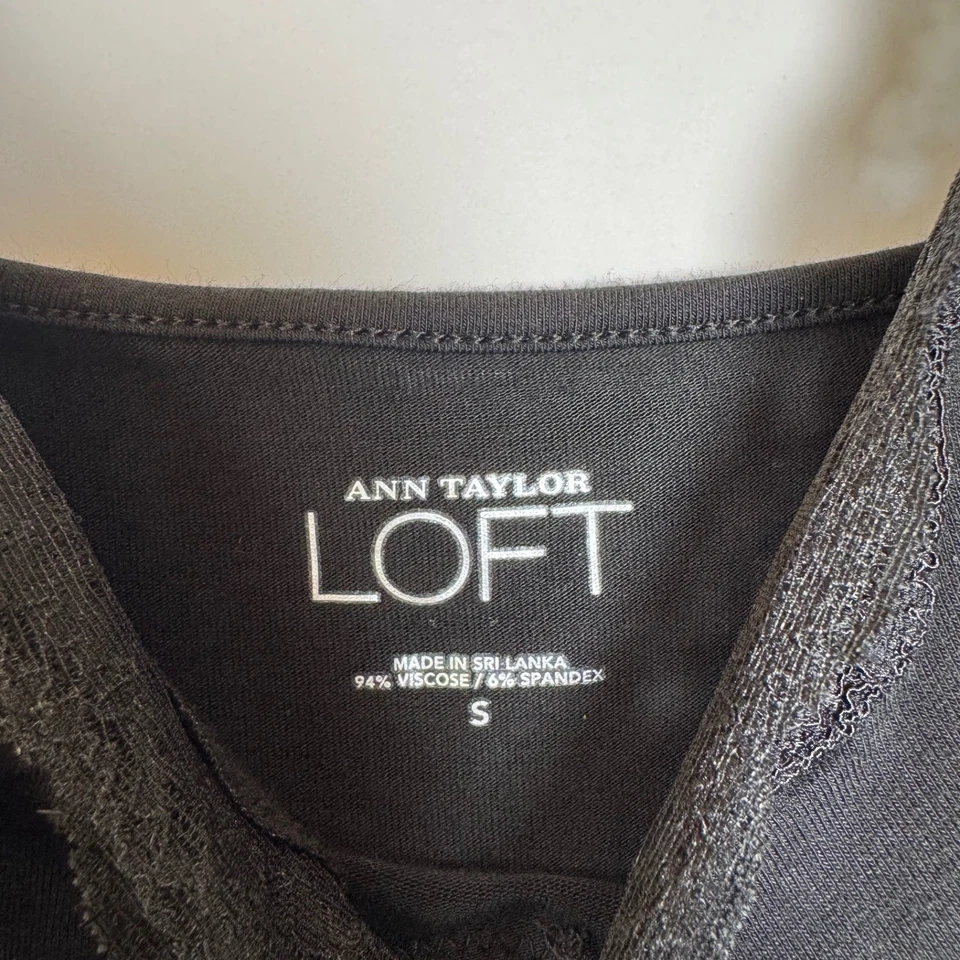 ANN TAYLOR
LOFT
MADE IN SRI LANKA
94% VISCOSE / 6% SPANDEX
S